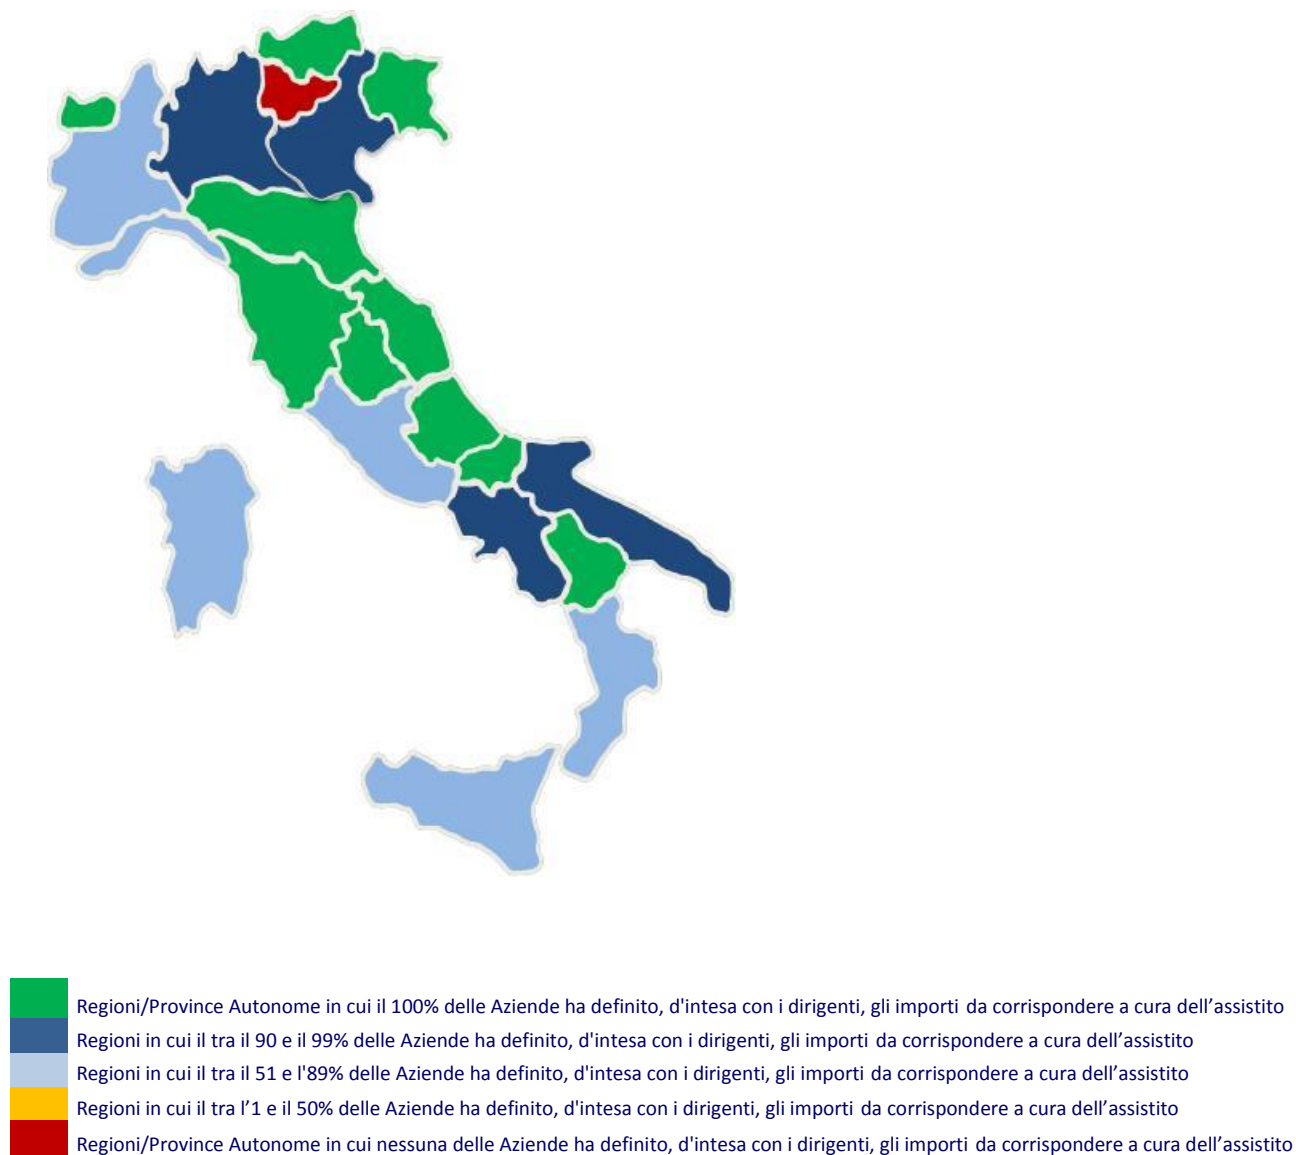 Regioni/Province Autonome in cui il 100% delle Aziende ha definito, d'intesa con i dirigenti, gli importi da corrispondere a cura dell’assistito
Regioni in cui il tra il 90 e il 99% delle Aziende ha definito, d'intesa con i dirigenti, gli importi da corrispondere a cura dell’assistito
Regioni in cui il tra il 51 e l'89% delle Aziende ha definito, d'intesa con i dirigenti, gli importi da corrispondere a cura dell’assistito
Regioni in cui il tra l’1 e il 50% delle Aziende ha definito, d'intesa con i dirigenti, gli importi da corrispondere a cura dell’assistito
Regioni/Province Autonome in cui nessuna delle Aziende ha definito, d'intesa con i dirigenti, gli importi da corrispondere a cura dell’assistito